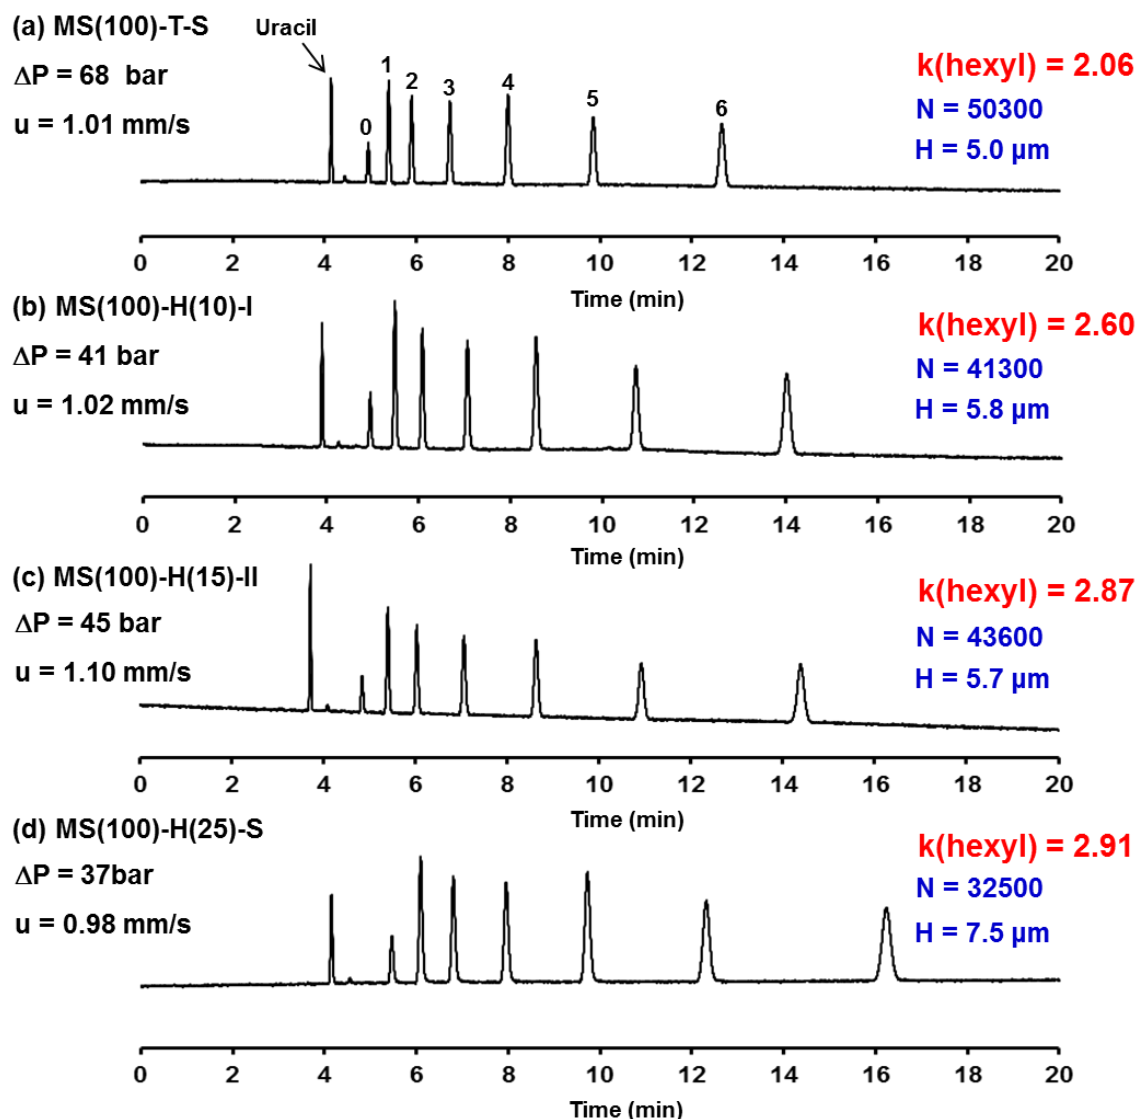 (a) MS(100)-T-S
Uracil
ΔP = 68 bar
u = 1.01 mm/s
0 1 2 3 4 5 6
k(hexyl) = 2.06
N = 50300
H = 5.0 µm
0 2 4 6 8 10 12 14 16 18 20
Time (min)
(b) MS(100)-H(10)-I
ΔP = 41 bar
u = 1.02 mm/s
k(hexyl) = 2.60
N = 41300
H = 5.8 µm
0 2 4 6 8 10 12 14 16 18 20
Time (min)
(c) MS(100)-H(15)-II
ΔP = 45 bar
u = 1.10 mm/s
k(hexyl) = 2.87
N = 43600
H = 5.7 µm
0 2 4 6 8 10 12 14 16 18 20
Time (min)
(d) MS(100)-H(25)-S
ΔP = 37bar
u = 0.98 mm/s
k(hexyl) = 2.91
N = 32500
H = 7.5 µm
0 2 4 6 8 10 12 14 16 18 20
Time (min)